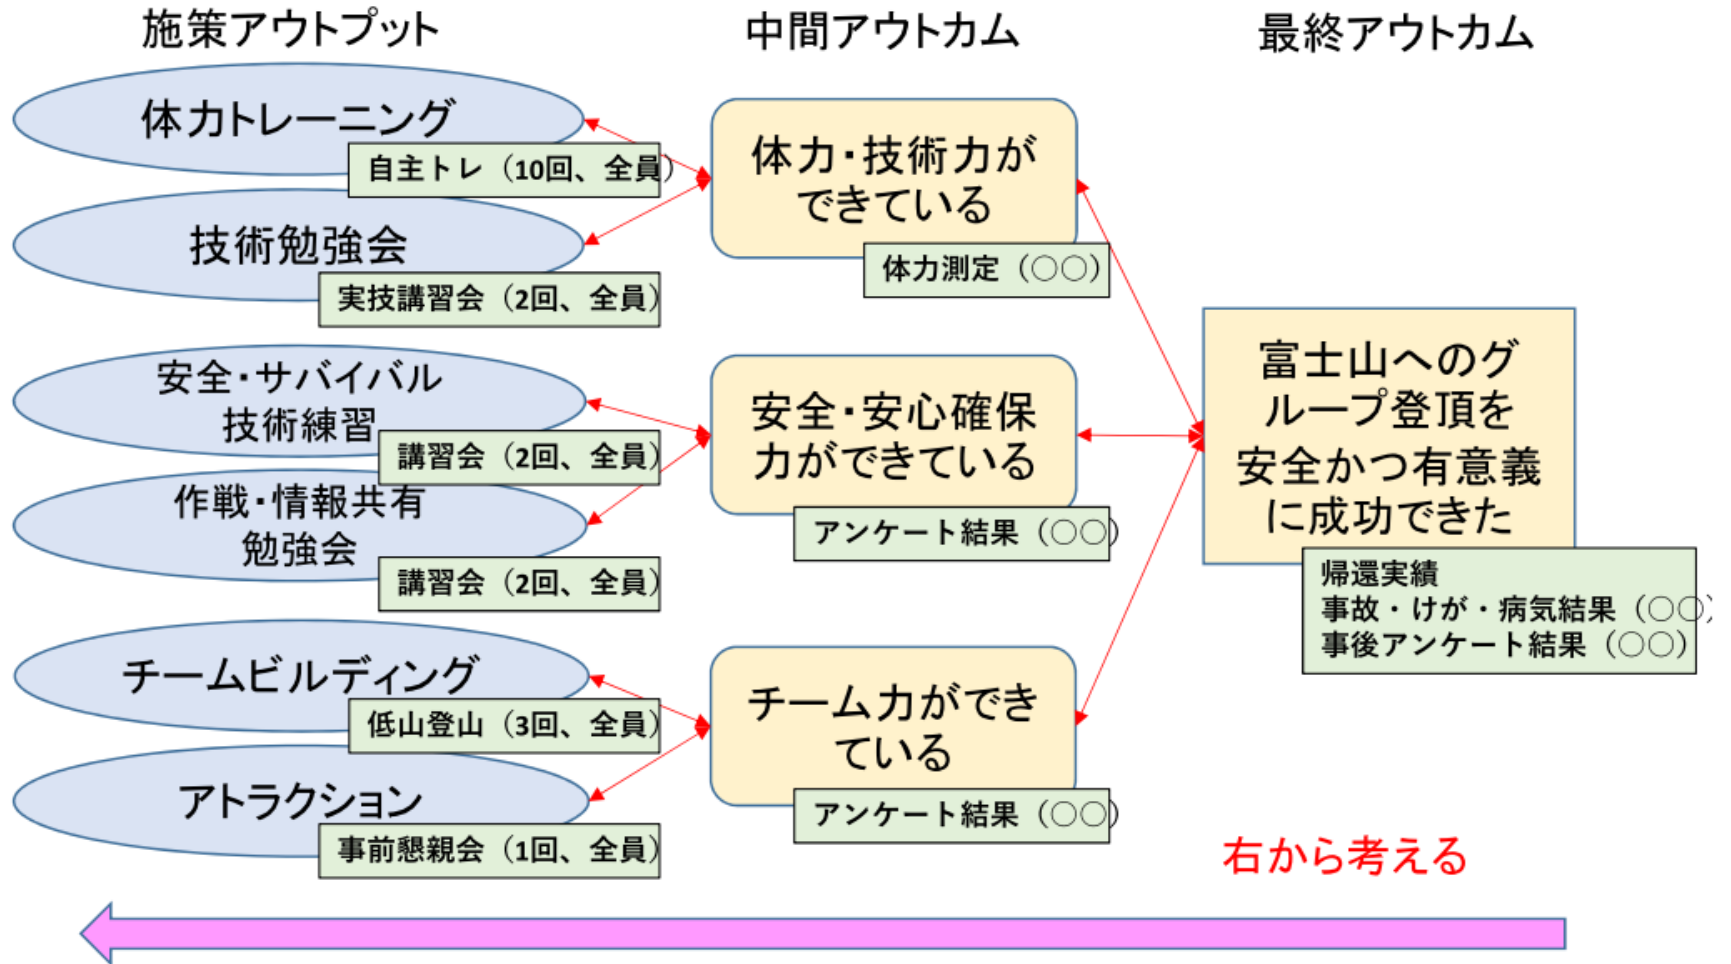 施策アウトプット
中間アウトカム
最終アウトカム
体力トレーニング
自主トレ（10回、全員）
技術勉強会
実技講習会（2回、全員）
安全・サバイバル
技術練習
講習会（2回、全員）
作戦・情報共有
勉強会
講習会（2回、全員）
チームビルディング
低山登山（3回、全員）
アトラクション
事前懇親会（1回、全員）
体力・技術力が
できている
体力測定（〇〇）
安全・安心確保
力ができている
アンケート結果（〇〇）
チーム力ができ
ている
アンケート結果（〇〇）
富士山へのグ
ループ登頂を
安全かつ有意義
に成功できた
帰還実績
事故・けが・病気結果（〇〇）
事後アンケート結果（〇〇）
右から考える